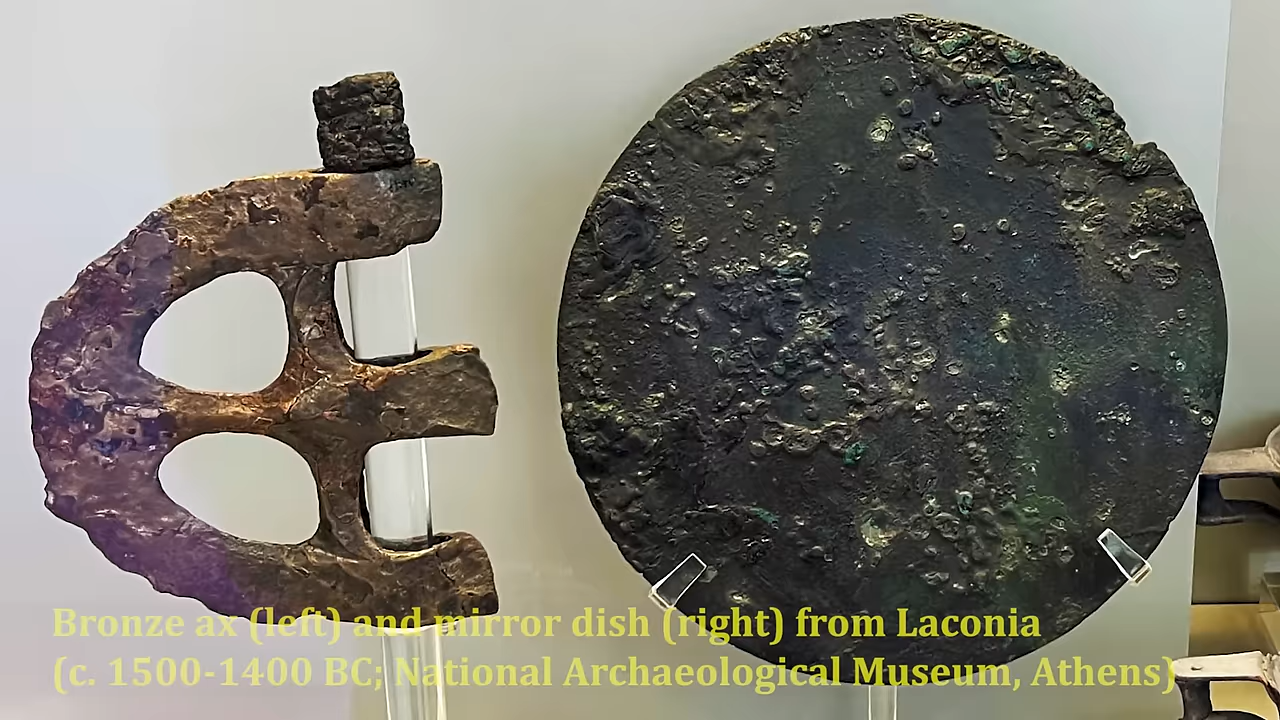 Bronze ax (left) and mirror dish (right) from Laconia
(c. 1500-1400 BC; National Archaeological Museum, Athens)